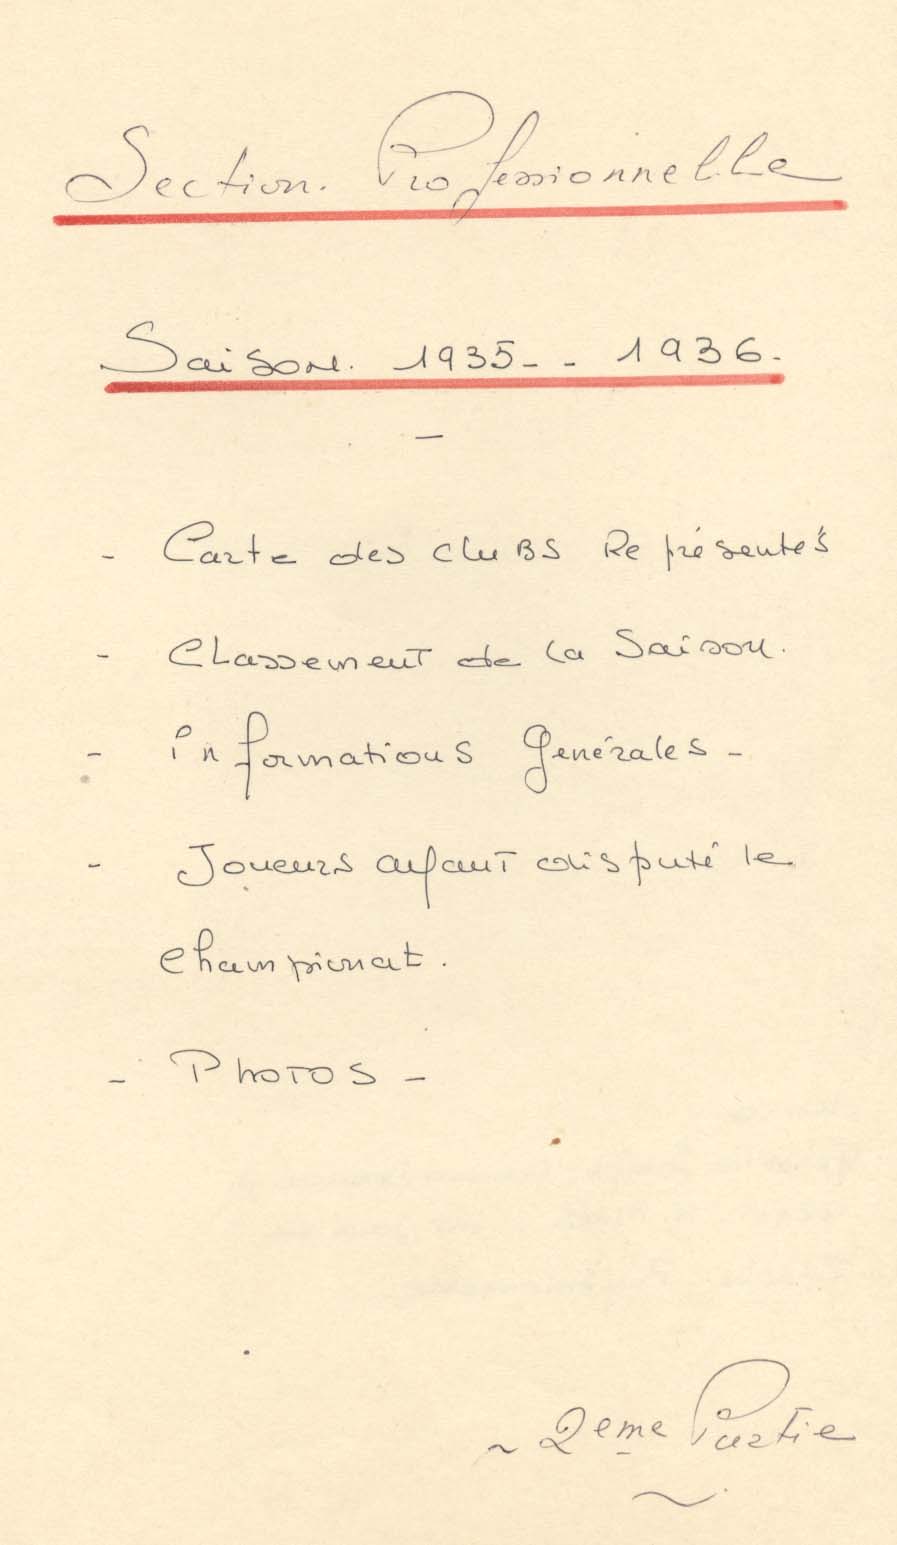 Section. Professionnelle
Saison. 1935-- 1936.
- Carte des clubs Représentés
- Classement de la Saison.
- informations Générales -
- Joueurs ayant disputé le
championnat.
- Photos -
~ 2eme Partie